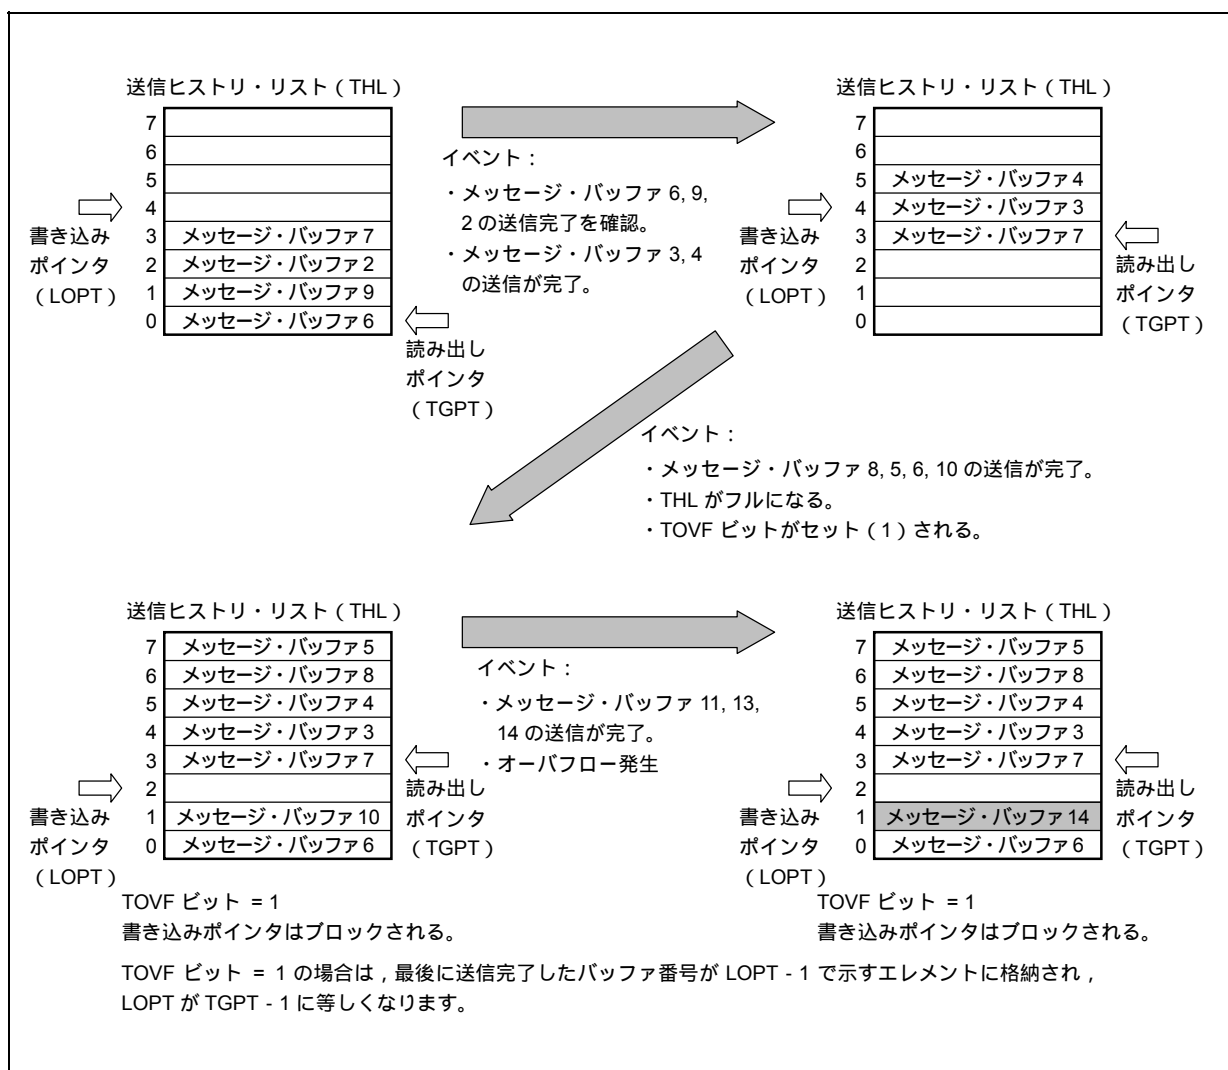 送信ヒストリ・リスト（THL）
7
6
5
4
3 メッセージ・バッファ 7
2 メッセージ・バッファ 2
1 メッセージ・バッファ 9
0 メッセージ・バッファ 6
書き込み
ポインタ
（LOPT）
読み出し
ポインタ
（TGPT）
イベント：
・メッセージ・バッファ 6, 9,
2 の送信完了を確認。
・メッセージ・バッファ 3, 4
の送信が完了。
送信ヒストリ・リスト（THL）
7
6
5 メッセージ・バッファ 4
4 メッセージ・バッファ 3
3 メッセージ・バッファ 7
2
1
0
書き込み
ポインタ
（LOPT）
読み出し
ポインタ
（TGPT）
イベント：
・メッセージ・バッファ 8, 5, 6, 10 の送信が完了。
・THL がフルになる。
・TOVF ビットがセット（1）される。
送信ヒストリ・リスト（THL）
7 メッセージ・バッファ 5
6 メッセージ・バッファ 8
5 メッセージ・バッファ 4
4 メッセージ・バッファ 3
3 メッセージ・バッファ 7
2
1 メッセージ・バッファ 10
0 メッセージ・バッファ 6
書き込み
ポインタ
（LOPT）
読み出し
ポインタ
（TGPT）
TOVF ビット = 1
書き込みポインタはブロックされる。
イベント：
・メッセージ・バッファ 11, 13,
14 の送信が完了。
・オーバフロー発生
送信ヒストリ・リスト（THL）
7 メッセージ・バッファ 5
6 メッセージ・バッファ 8
5 メッセージ・バッファ 4
4 メッセージ・バッファ 3
3 メッセージ・バッファ 7
2
1 メッセージ・バッファ 14
0 メッセージ・バッファ 6
書き込み
ポインタ
（LOPT）
読み出し
ポインタ
（TGPT）
TOVF ビット = 1
書き込みポインタはブロックされる。
TOVF ビット = 1 の場合は，最後に送信完了したバッファ番号が LOPT - 1 で示すエレメントに格納され，
LOPT が TGPT - 1 に等しくなります。